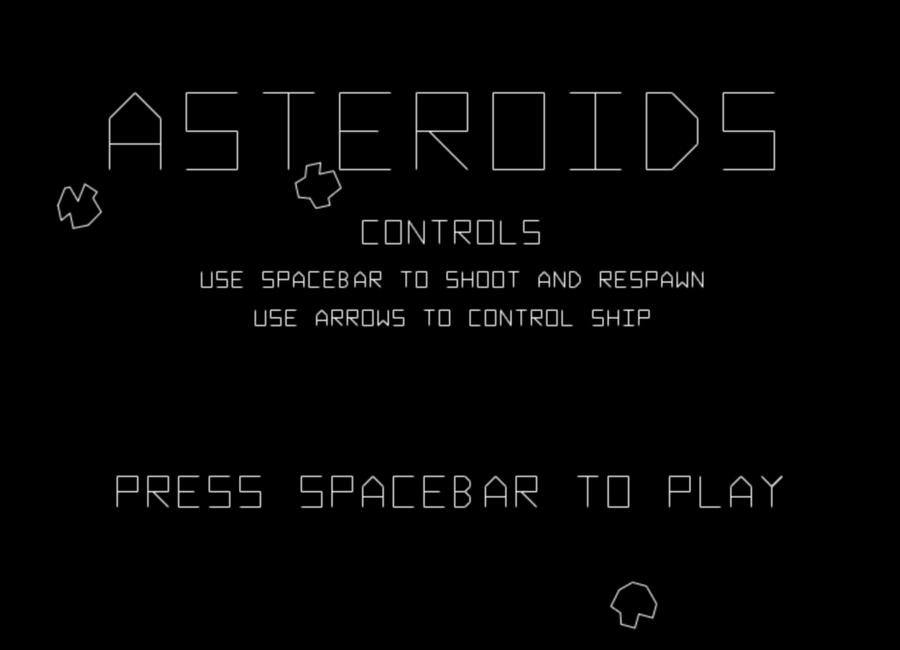 ASTEROIDS
CONTROLS
USE SPACEBAR TO SHOOT AND RESPAWN
USE ARROWS TO CONTROL SHIP
PRESS SPACEBAR TO PLAY